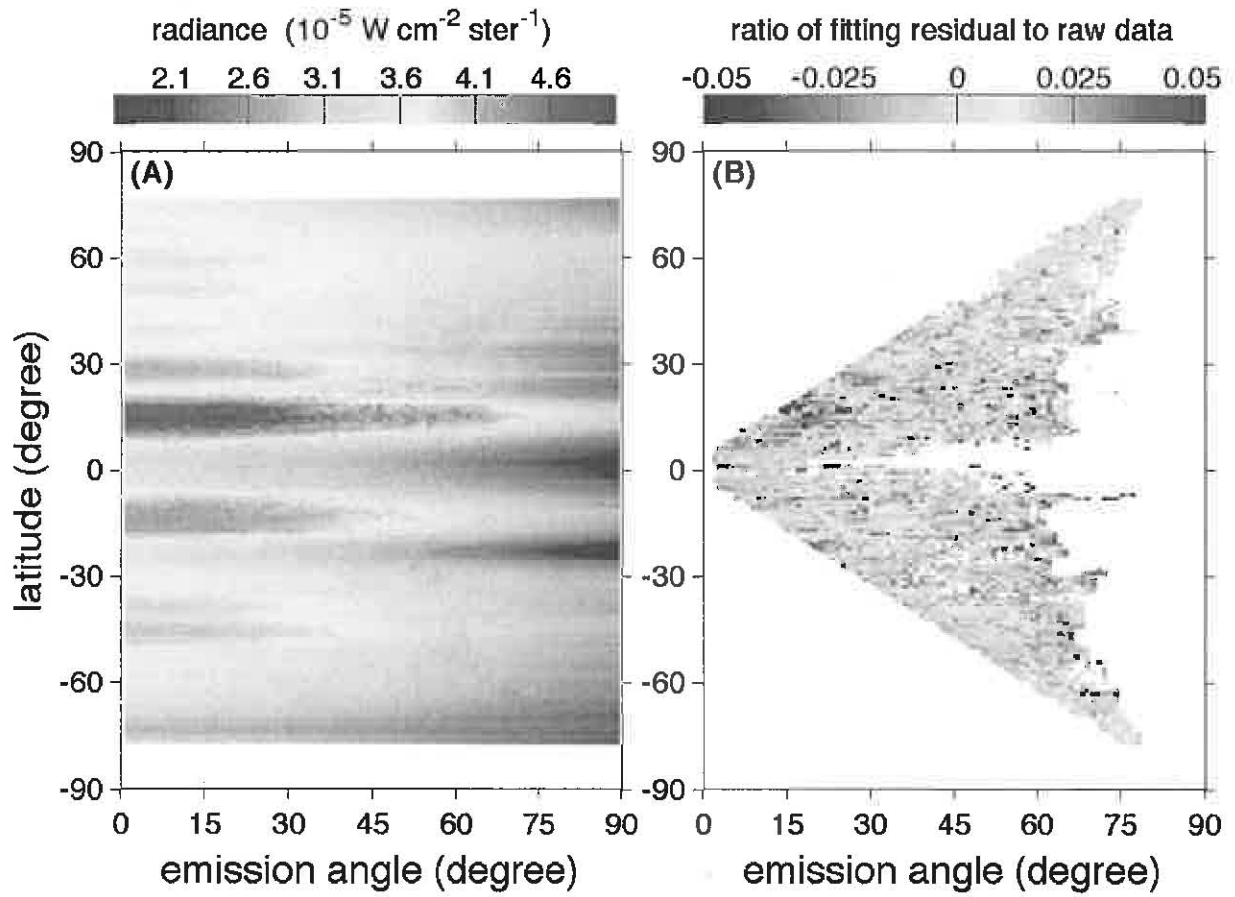 radiance (10⁻⁵ W cm⁻² ster⁻¹)
2.1 2.6 3.1 3.6 4.1 4.6
ratio of fitting residual to raw data
-0.05 -0.025 0 0.025 0.05
(A)
90
60
30
0
-30
-60
-90
latitude (degree)
0 15 30 45 60 75 90
emission angle (degree)
(B)
90
60
30
0
-30
-60
-90
0 15 30 45 60 75 90
emission angle (degree)